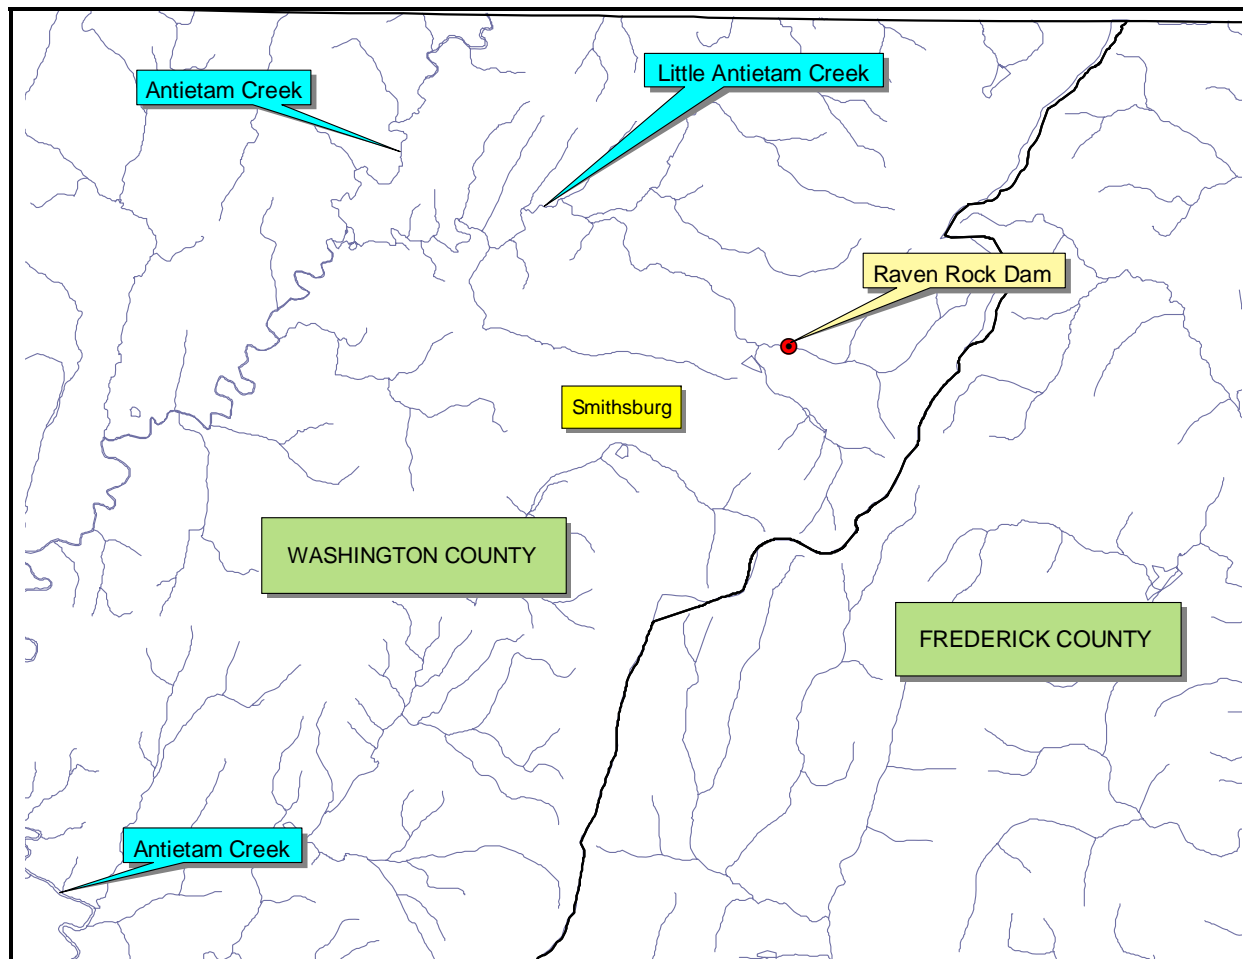 Little Antietam Creek
Antietam Creek
Raven Rock Dam
Smithsburg
WASHINGTON COUNTY
FREDERICK COUNTY
Antietam Creek